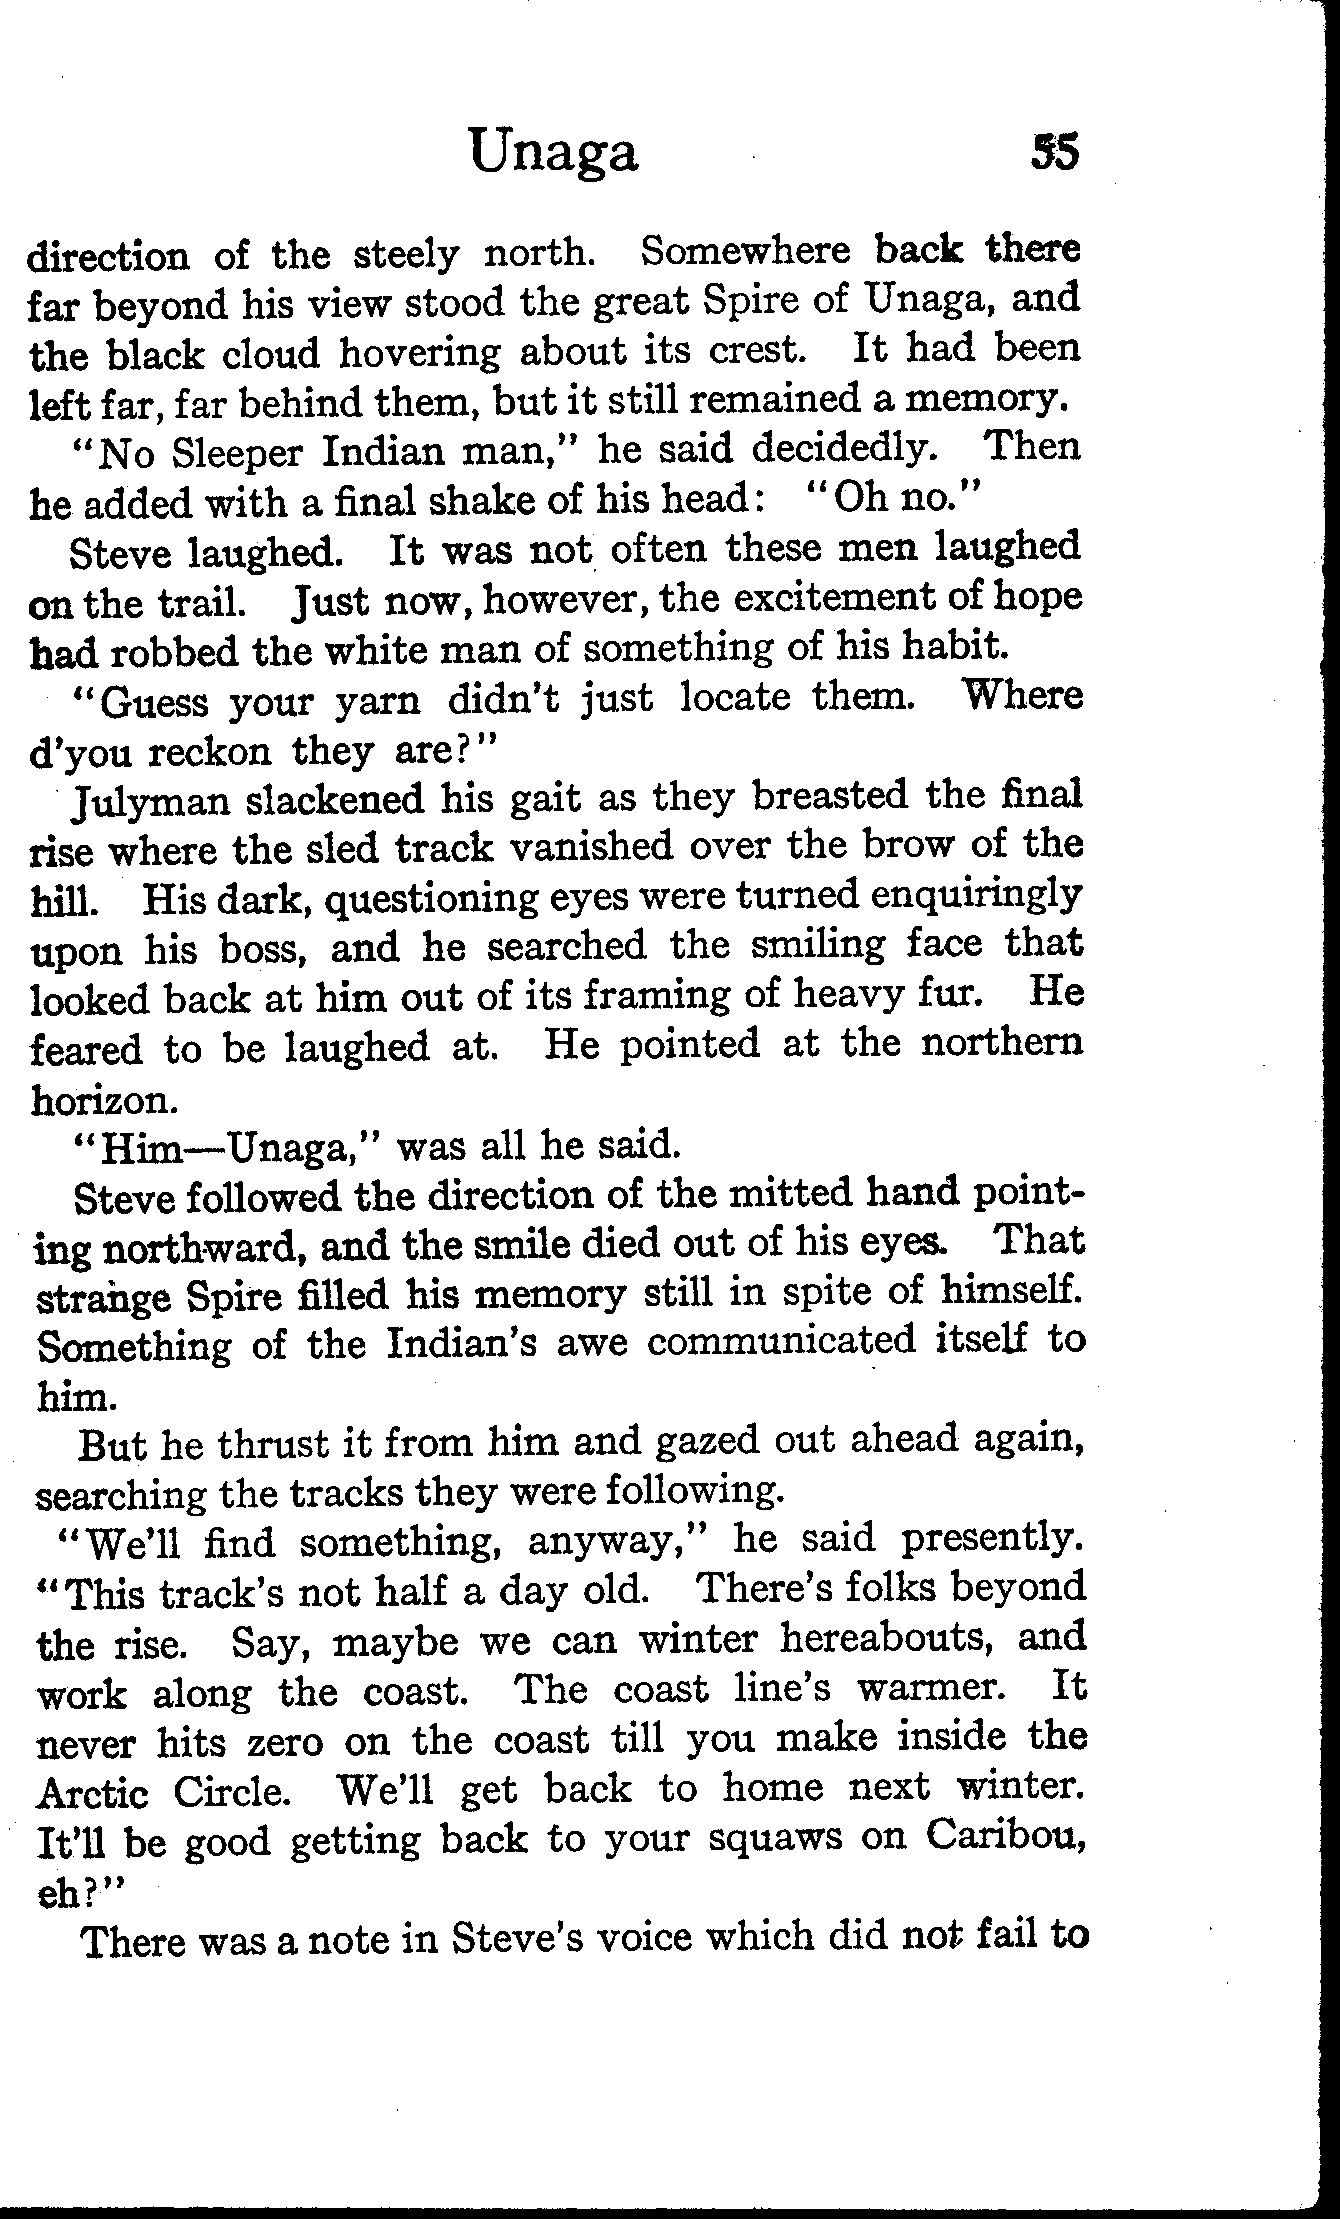 Unaga 55
direction of the steely north. Somewhere back there
far beyond his view stood the great Spire of Unaga, and
the black cloud hovering about its crest. It had been
left far, far behind them, but it still remained a memory.
"No Sleeper Indian man," he said decidedly. Then
he added with a final shake of his head: "Oh no."
Steve laughed. It was not often these men laughed
on the trail. Just now, however, the excitement of hope
had robbed the white man of something of his habit.
"Guess your yarn didn't just locate them. Where
d'you reckon they are?"
Julyman slackened his gait as they breasted the final
rise where the sled track vanished over the brow of the
hill. His dark, questioning eyes were turned enquiringly
upon his boss, and he searched the smiling face that
looked back at him out of its framing of heavy fur. He
feared to be laughed at. He pointed at the northern
horizon.
"Him—Unaga," was all he said.
Steve followed the direction of the mitted hand point-
ing northward, and the smile died out of his eyes. That
strange Spire filled his memory still in spite of himself.
Something of the Indian's awe communicated itself to
him.
But he thrust it from him and gazed out ahead again,
searching the tracks they were following.
"We'll find something, anyway," he said presently.
"This track's not half a day old. There's folks beyond
the rise. Say, maybe we can winter hereabouts, and
work along the coast. The coast line's warmer. It
never hits zero on the coast till you make inside the
Arctic Circle. We'll get back to home next winter.
It'll be good getting back to your squaws on Caribou,
eh?"
There was a note in Steve's voice which did not fail to